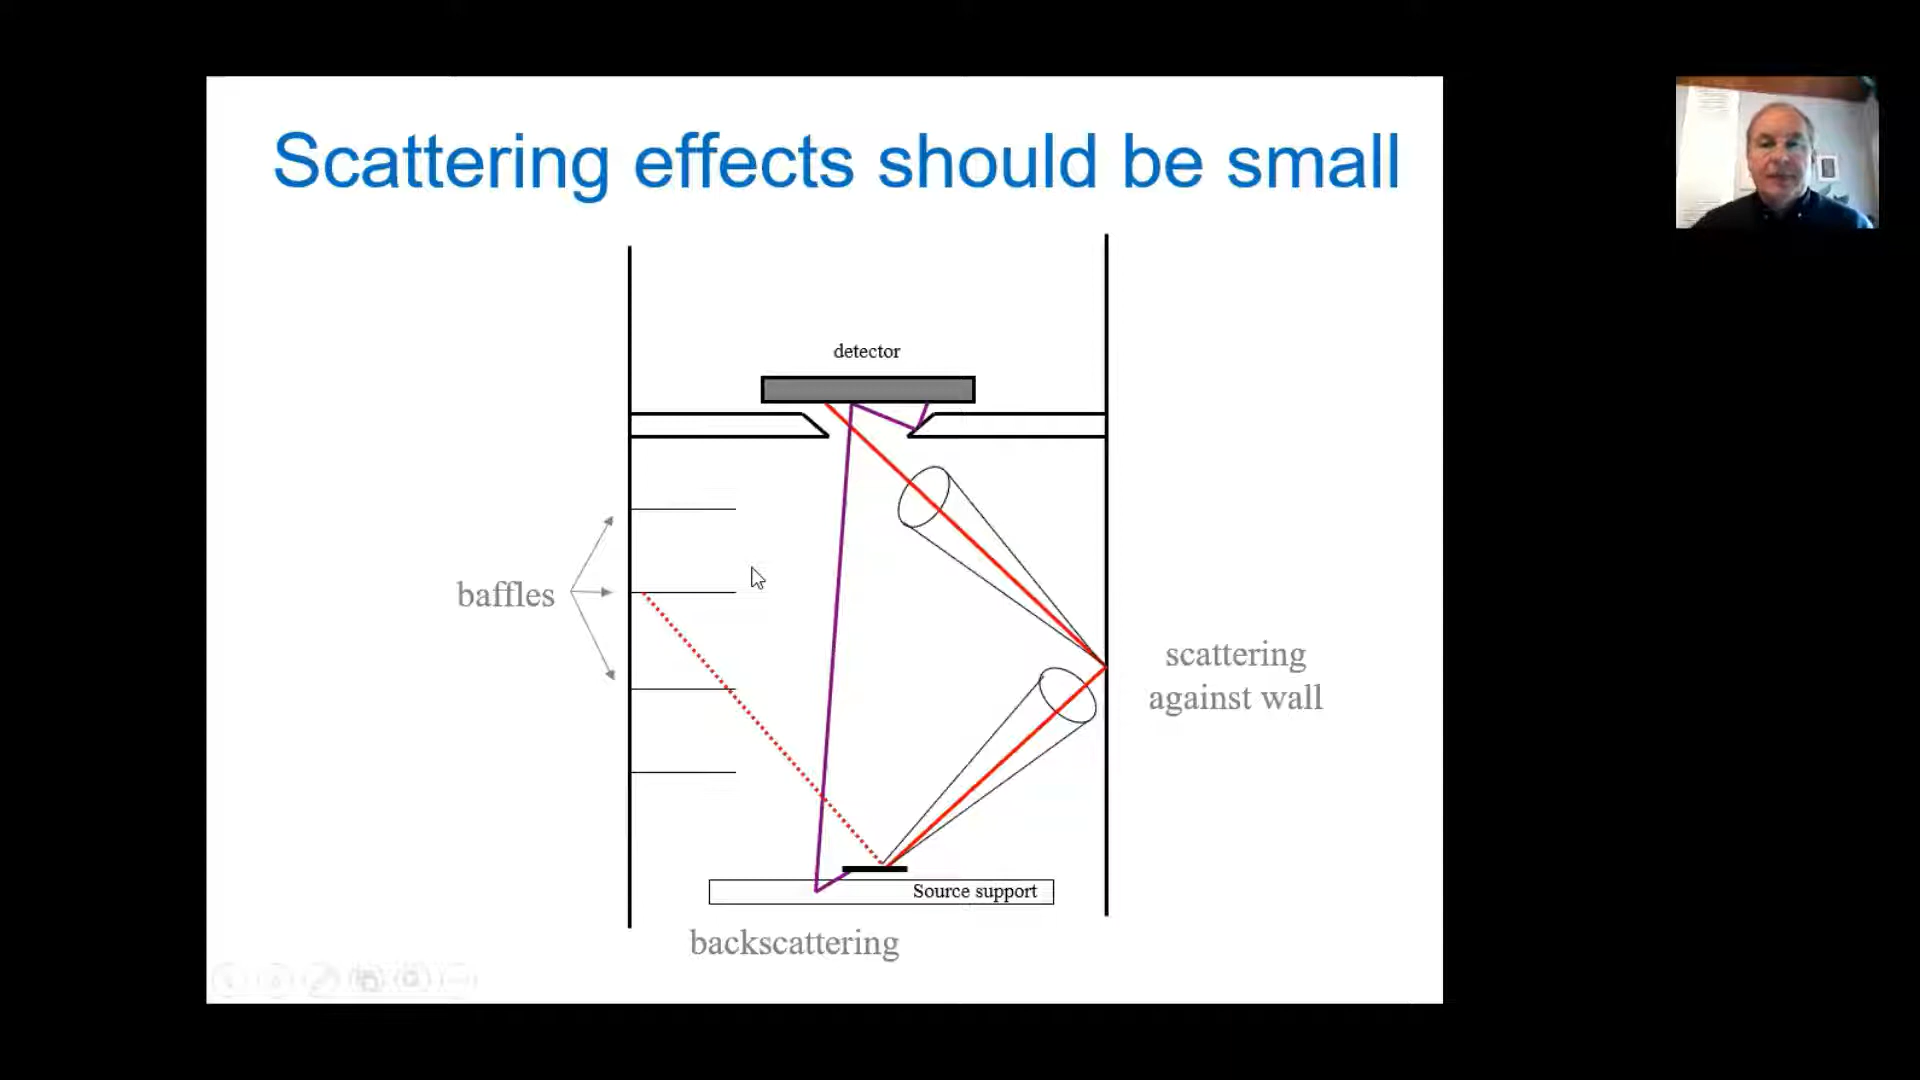 Scattering effects should be small
detector
baffles
scattering
against wall
Source support
backscattering